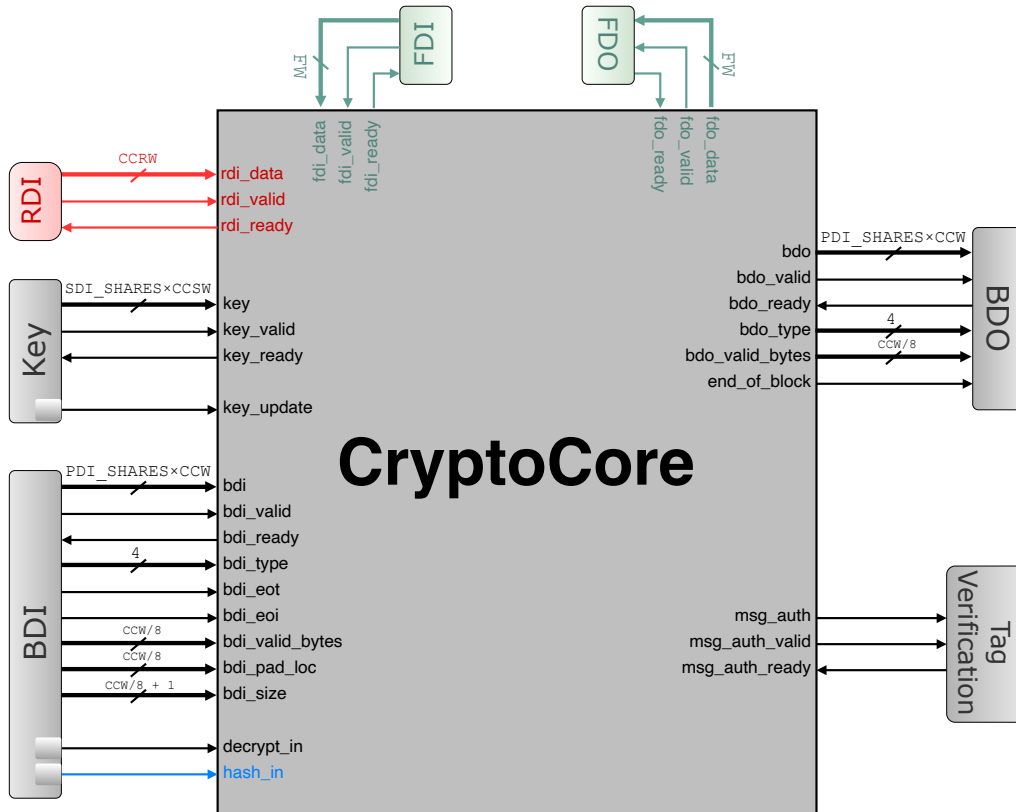 FDI
FDO
FW
FW
fdi_data
fdi_valid
fdi_ready
fdo_ready
fdo_valid
fdo_data
RDI
CCRW
rdi_data
rdi_valid
rdi_ready
Key
SDI_SHARES×CCSW
key
key_valid
key_ready
key_update
PDI_SHARES×CCW
bdo
bdo_valid
bdo_ready
bdo_type
4
bdo_valid_bytes
CCW/8
end_of_block
BDO
CryptoCore
BDI
PDI_SHARES×CCW
bdi
bdi_valid
bdi_ready
4
bdi_type
bdi_eot
bdi_eoi
CCW/8
bdi_valid_bytes
CCW/8
bdi_pad_loc
CCW/8 + 1
bdi_size
decrypt_in
hash_in
msg_auth
msg_auth_valid
msg_auth_ready
Tag
Verification